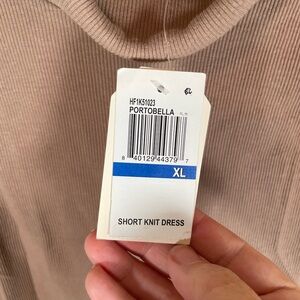 HF1K51023
PORTOBELLA
8 40129 44379 7
XL
SHORT KNIT DRESS